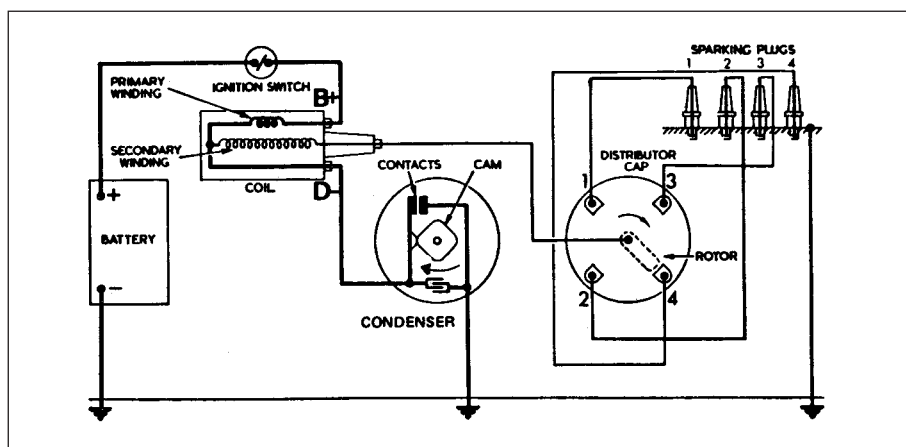 SPARKING PLUGS
1 2 3 4
IGNITION SWITCH
PRIMARY
WINDING
B+
SECONDARY
WINDING
COIL
D
CONTACTS
CAM
DISTRIBUTOR
CAP
1
3
+
BATTERY
−
ROTOR
2
4
CONDENSER